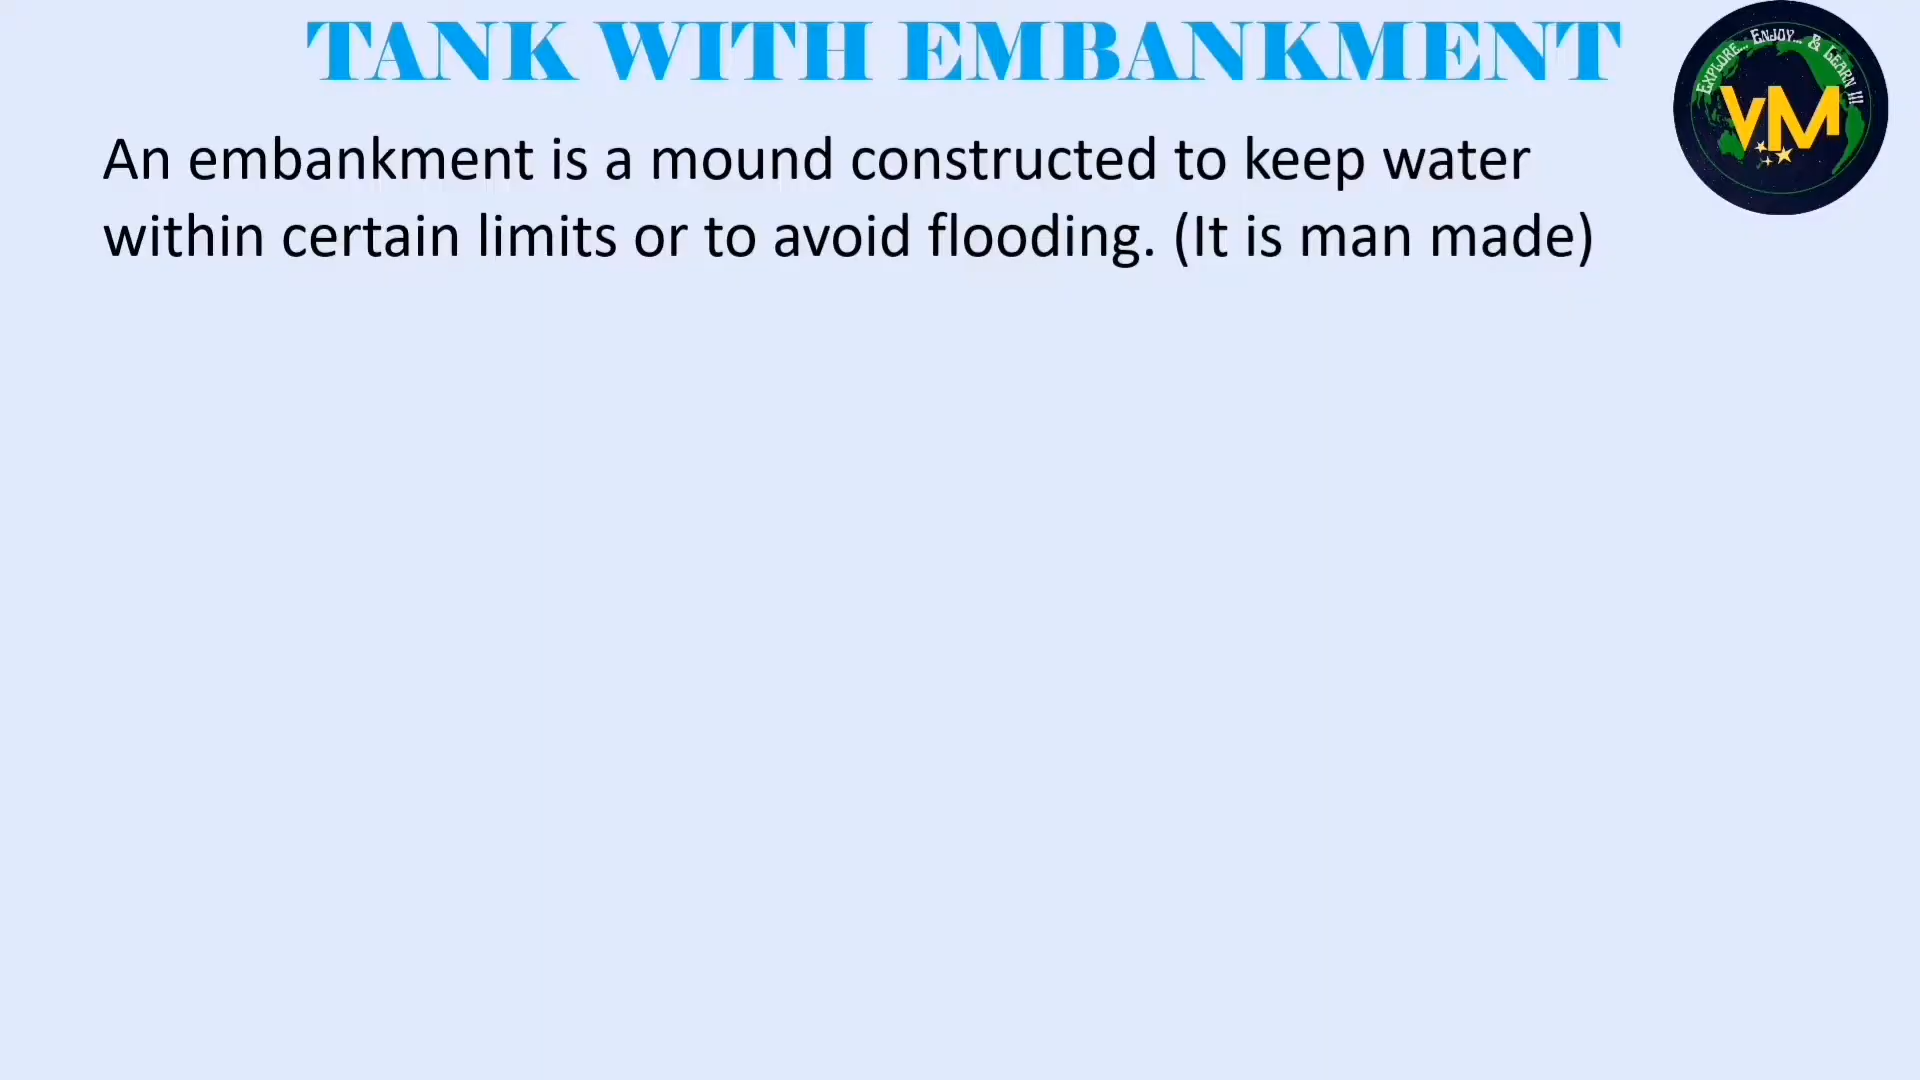 TANK WITH EMBANKMENT
EXPLORE... ENJOY... & LEARN !!!
VM
An embankment is a mound constructed to keep water
within certain limits or to avoid flooding. (It is man made)